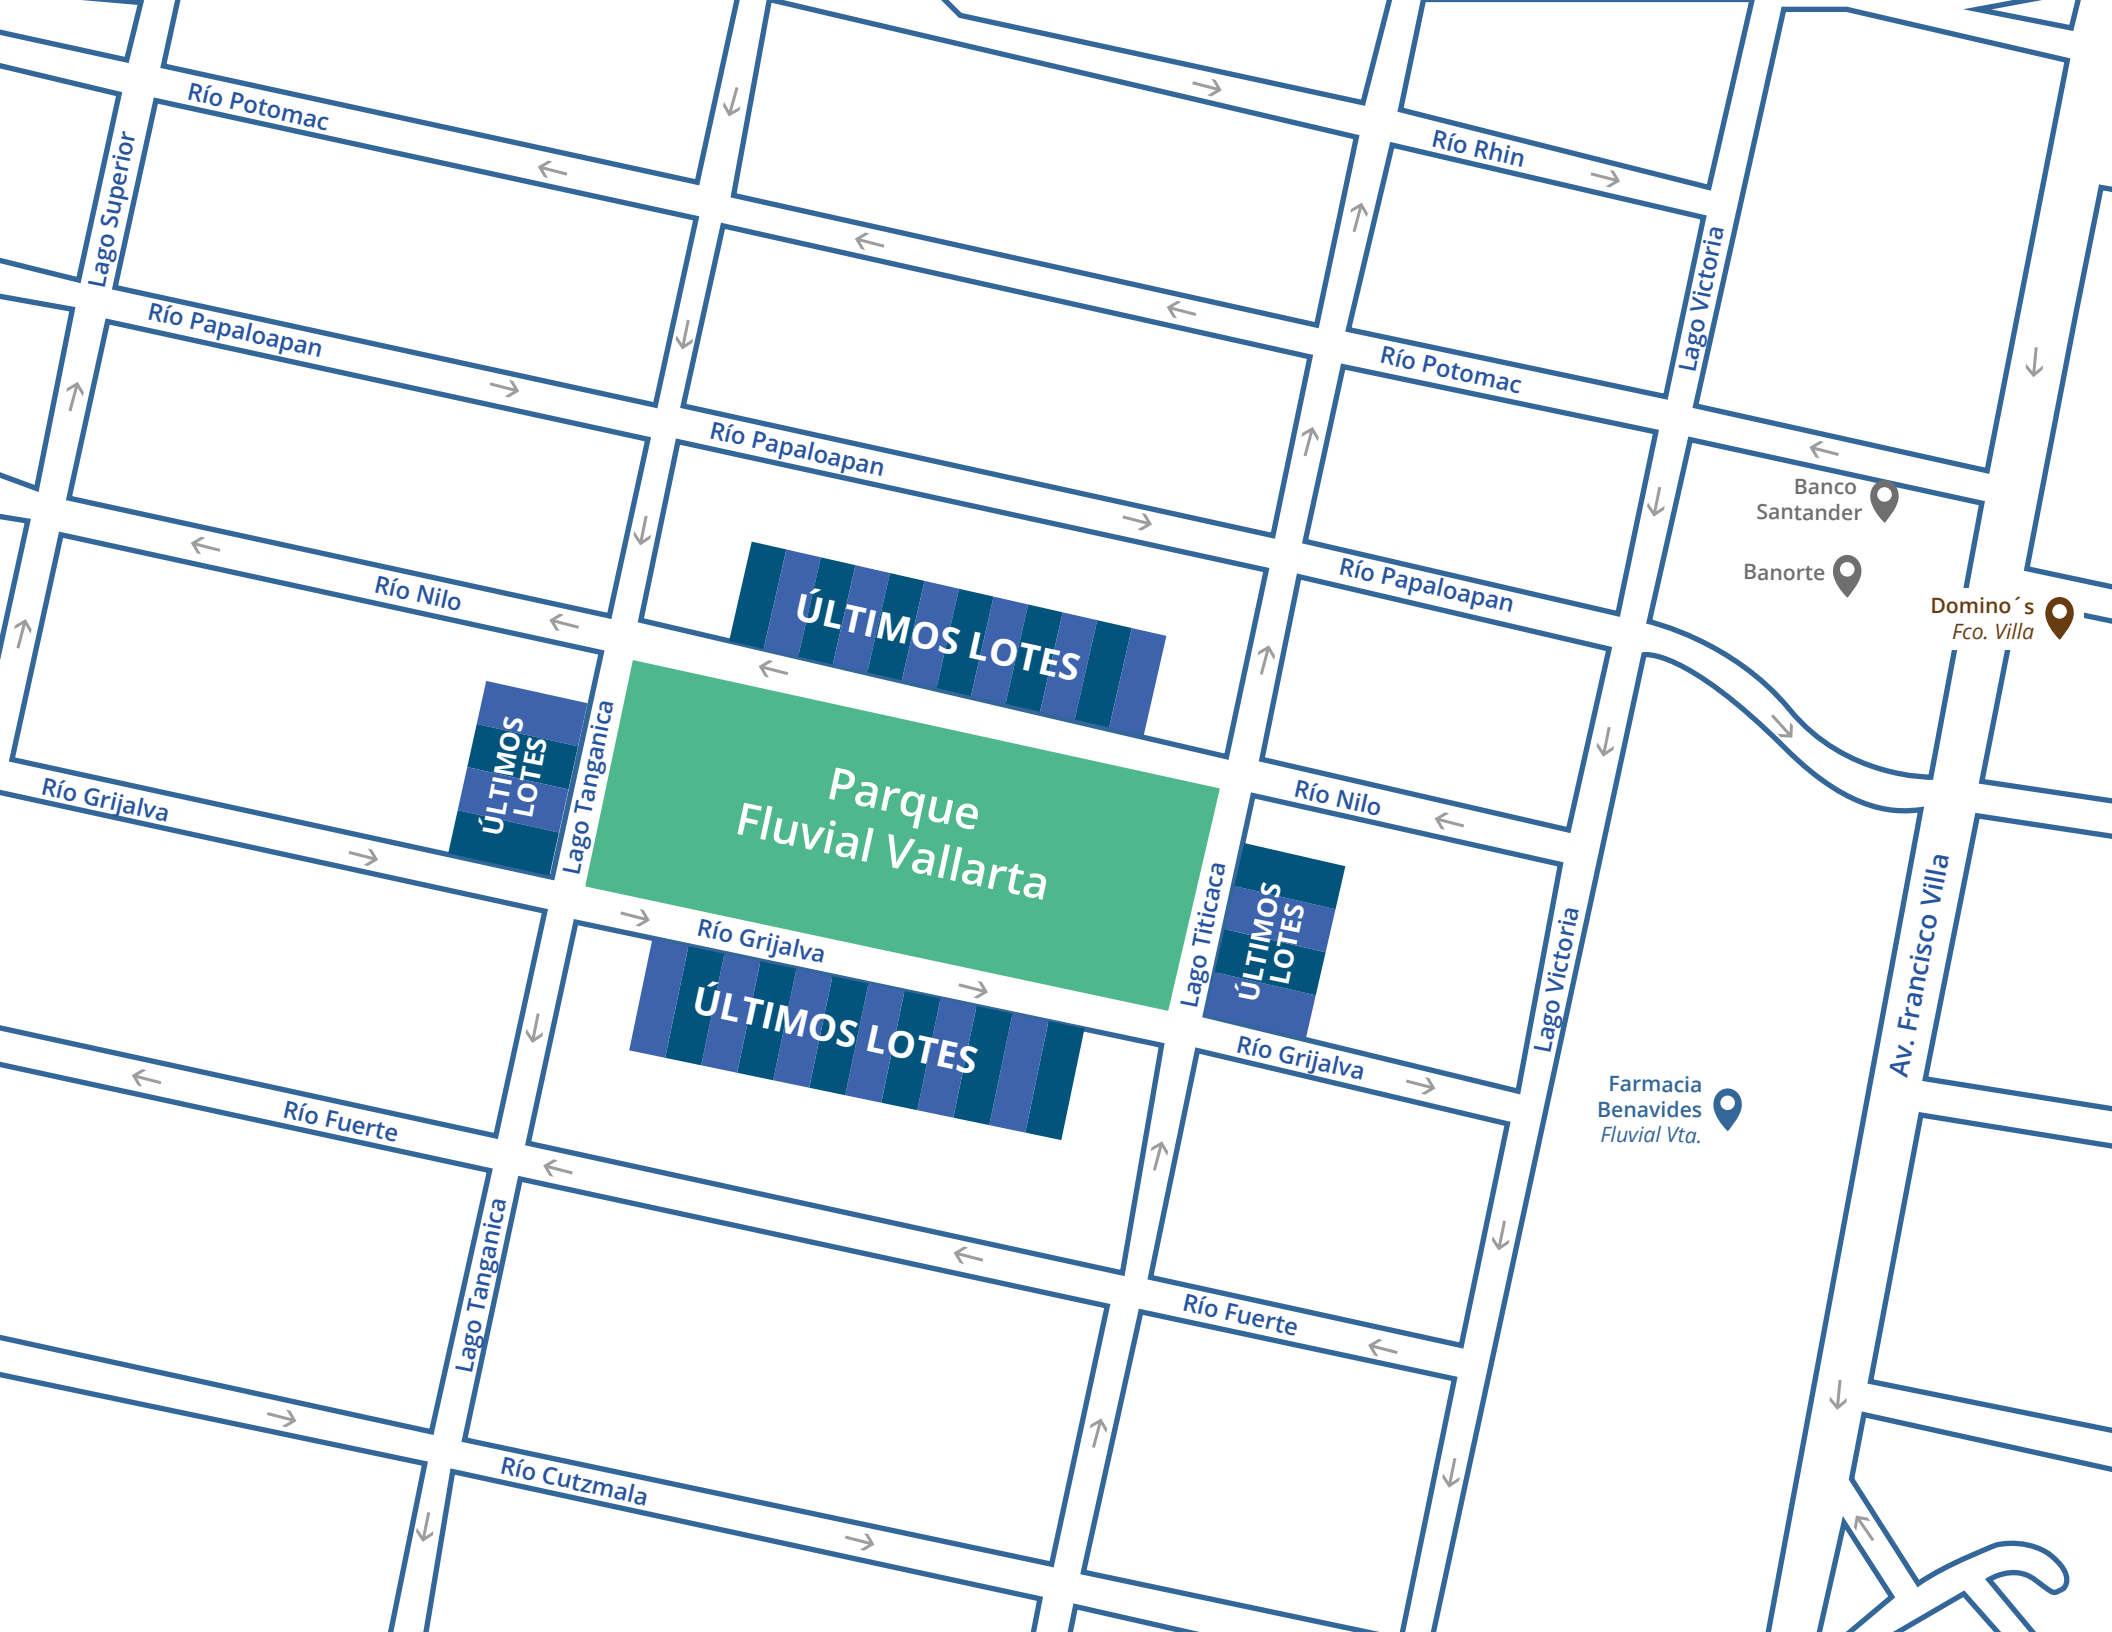 Río Potomac
Río Rhin
Lago Superior
Lago Victoria
Río Papaloapan
Río Potomac
Río Papaloapan
Banco
Santander
Banorte
Río Papaloapan
Río Nilo
Domino´s
Fco. Villa
ÚLTIMOS LOTES
Lago Tanganica
ÚLTIMOS
LOTES
Río Grijalva
Parque
Fluvial Vallarta
Río Nilo
Lago Titicaca
ÚLTIMOS
LOTES
Lago Victoria
Av. Francisco Villa
Río Grijalva
ÚLTIMOS LOTES
Río Grijalva
Farmacia
Benavides
Fluvial Vta.
Río Fuerte
Lago Tanganica
Río Fuerte
Río Cutzmala